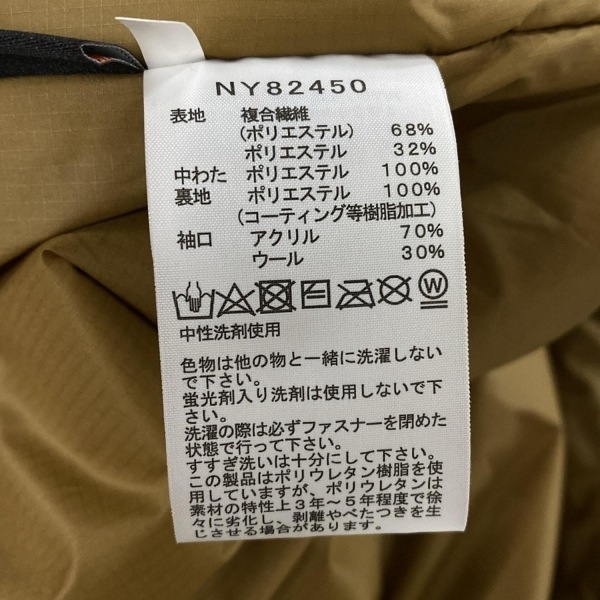 NY82450
表地 複合繊維
(ポリエステル) 68%
ポリエステル 32%
中わた ポリエステル 100%
裏地 ポリエステル 100%
(コーティング等樹脂加工)
袖口 アクリル 70%
ウール 30%
W
中性洗剤使用
色物は他の物と一緒に洗濯しない
で下さい。
蛍光剤入り洗剤は使用しないで下
さい。
洗濯の際は必ずファスナーを閉めた
状態で行って下さい。
すすぎ洗いは十分にして下さい。
この製品はポリウレタン樹脂を使
用していますが、ポリウレタン
素材の特性上3年~5年程度で徐
々に劣化し、剥離やべたつきを生
じさせる場合があります。